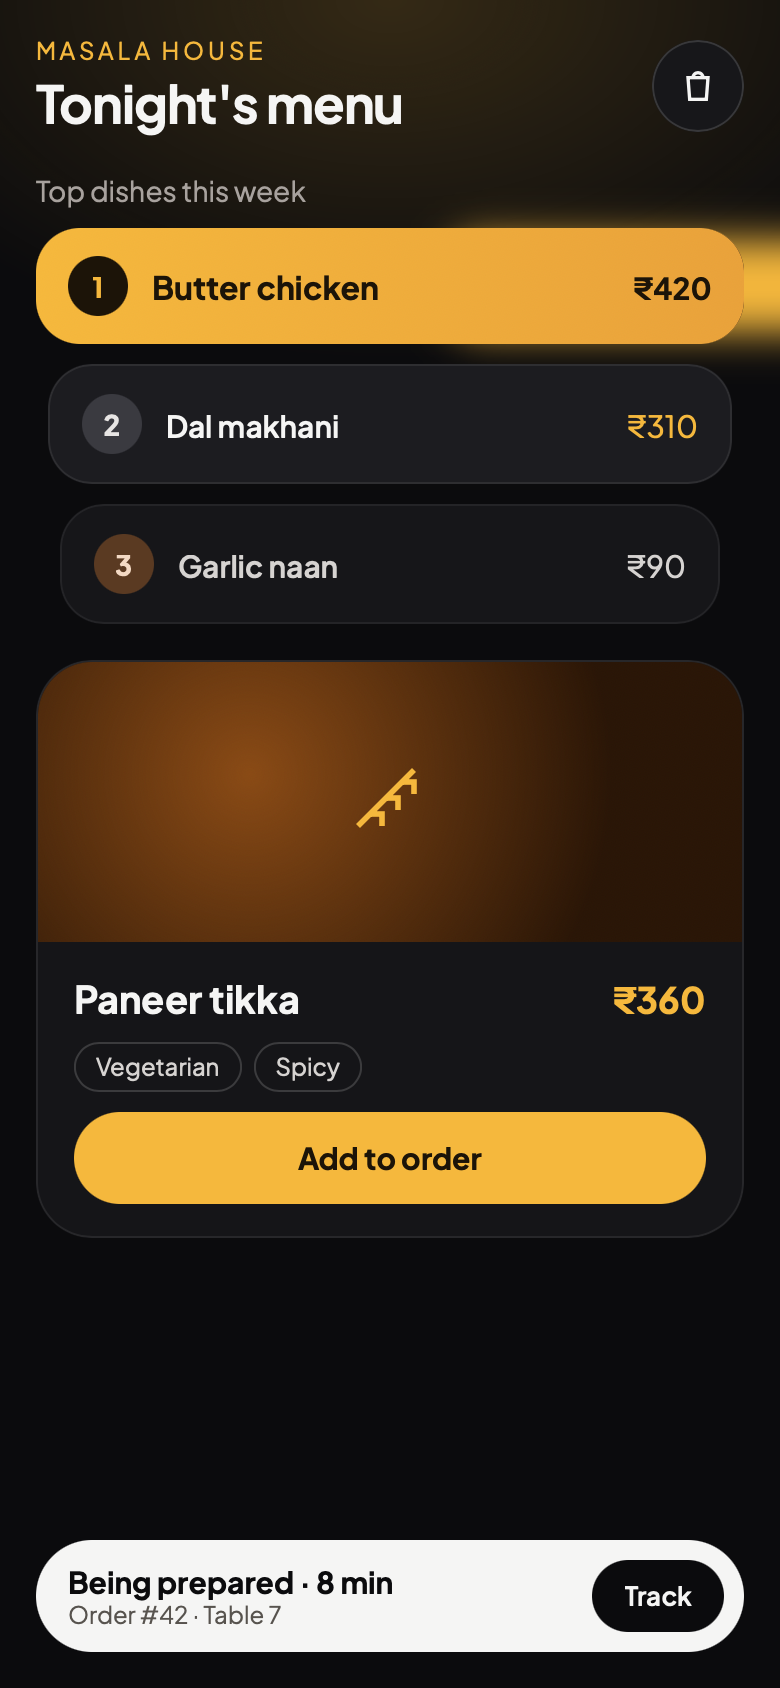 MASALA HOUSE
Tonight's menu
Top dishes this week
1 Butter chicken ₹420
2 Dal makhani ₹310
3 Garlic naan ₹90
Paneer tikka ₹360
Vegetarian Spicy
Add to order
Being prepared · 8 min
Order #42 · Table 7
Track